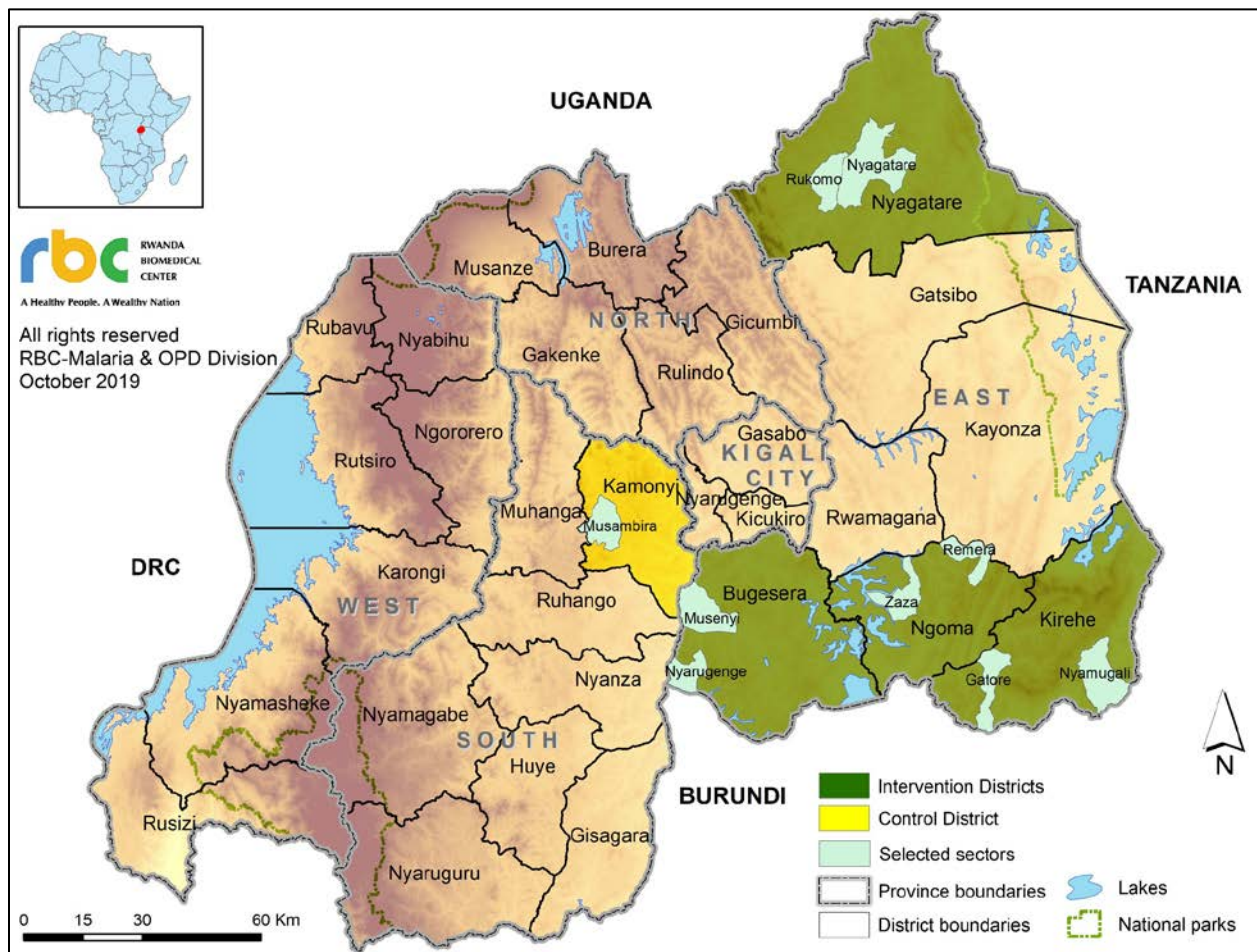 UGANDA
rbc
RWANDA
BIOMEDICAL
CENTER
A Healthy People, A Wealthy Nation
All rights reserved
RBC-Malaria & OPD Division
October 2019
Rukomo
Nyagatare
Nyagatare
Burera
Musanze
TANZANIA
Gatsibo
Rubavu
Nyabihu
NORTH
Gicumbi
Gakenke
Rulindo
EAST
Kayonza
Ngororero
Rutsiro
Gasabo
KIGALI
CITY
Kamonyi
Nyarugenge
Kicukiro
Muhanga
Musambira
Rwamagana
Remera
DRC
Karongi
WEST
Ruhango
Bugesera
Musenyi
Zaza
Ngoma
Kirehe
Nyarugenge
Gatore
Nyamugali
Nyanza
Nyamasheke
Nyamagabe
SOUTH
Huye
N
BURUNDI
Rusizi
Gisagara
Nyaruguru
Intervention Districts
Control District
Selected sectors
Province boundaries
District boundaries
Lakes
National parks
0 15 30 60 Km